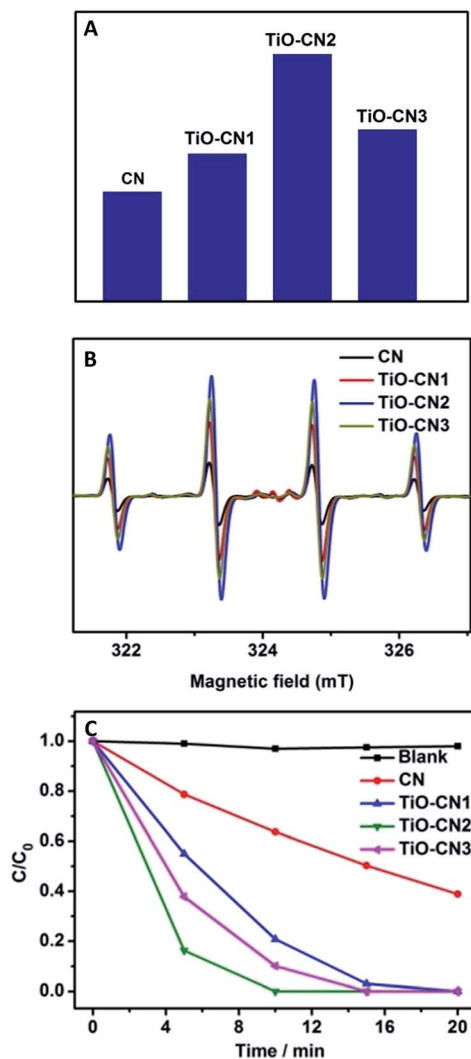 A
TiO-CN2
TiO-CN3
TiO-CN1
CN
B
CN
TiO-CN1
TiO-CN2
TiO-CN3
322 324 326
Magnetic field (mT)
C
1.0
0.8
0.6
0.4
0.2
0.0
C/C0
Blank
CN
TiO-CN1
TiO-CN2
TiO-CN3
0 4 8 12 16 20
Time / min